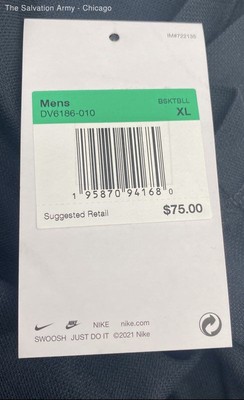 The Salvation Army - Chicago
Mens BSKTBLL
DV6186-010 XL
1 95870 94168 0
Suggested Retail $75.00
NIKE nike.com
SWOOSH JUST DO IT ©2021 Nike